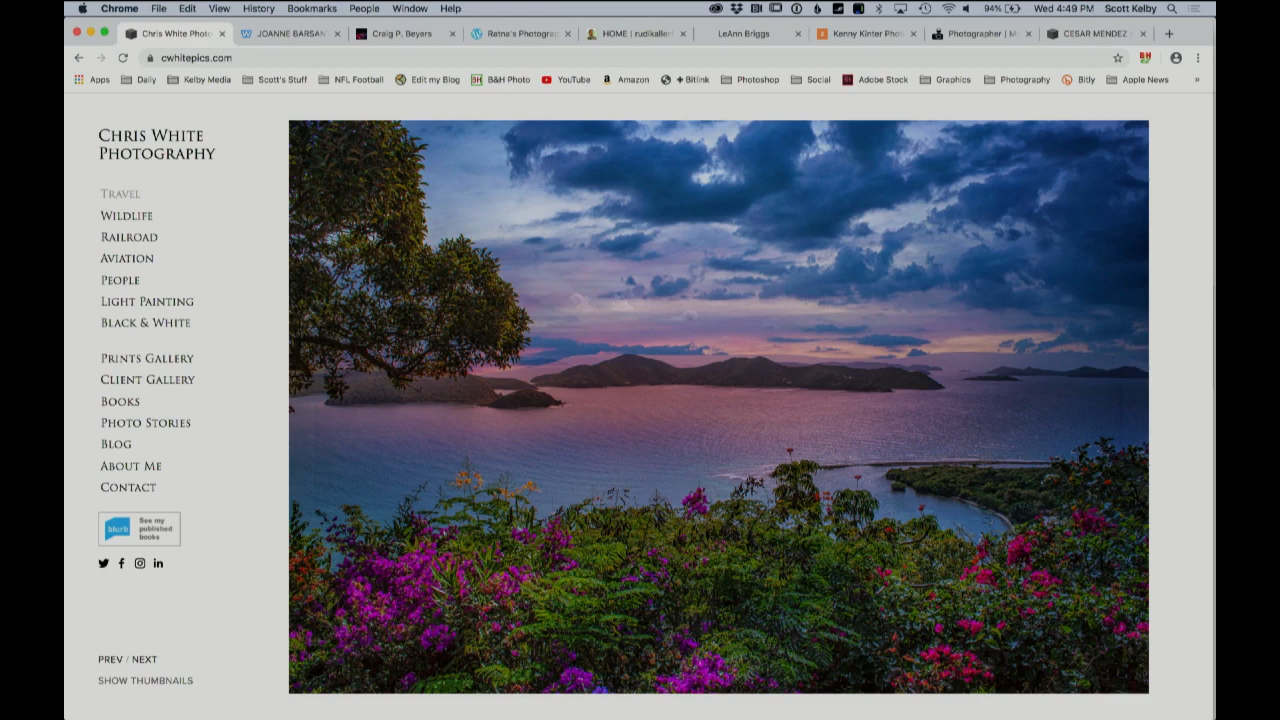 Chrome File Edit View History Bookmarks People Window Help 94% Wed 4:49 PM Scott Kelby
Chris White Photo JOANNE BARSAN Craig P. Beyers Ratna's Photograp HOME | rudikaller LeAnn Briggs Kenny Kinter Pho Photographer | M CESAR MENDEZ
cwhitepics.com
Apps Daily Kelby Media Scott's Stuff NFL Football Edit my Blog BH B&H Photo YouTube Amazon + Bitlink Photoshop Social Adobe Stock Graphics Photography Bitly Apple News »
CHRIS WHITE
PHOTOGRAPHY
TRAVEL
WILDLIFE
RAILROAD
AVIATION
PEOPLE
LIGHT PAINTING
BLACK & WHITE
PRINTS GALLERY
CLIENT GALLERY
BOOKS
PHOTO STORIES
BLOG
ABOUT ME
CONTACT
blurb See my
published
books
PREV / NEXT
SHOW THUMBNAILS